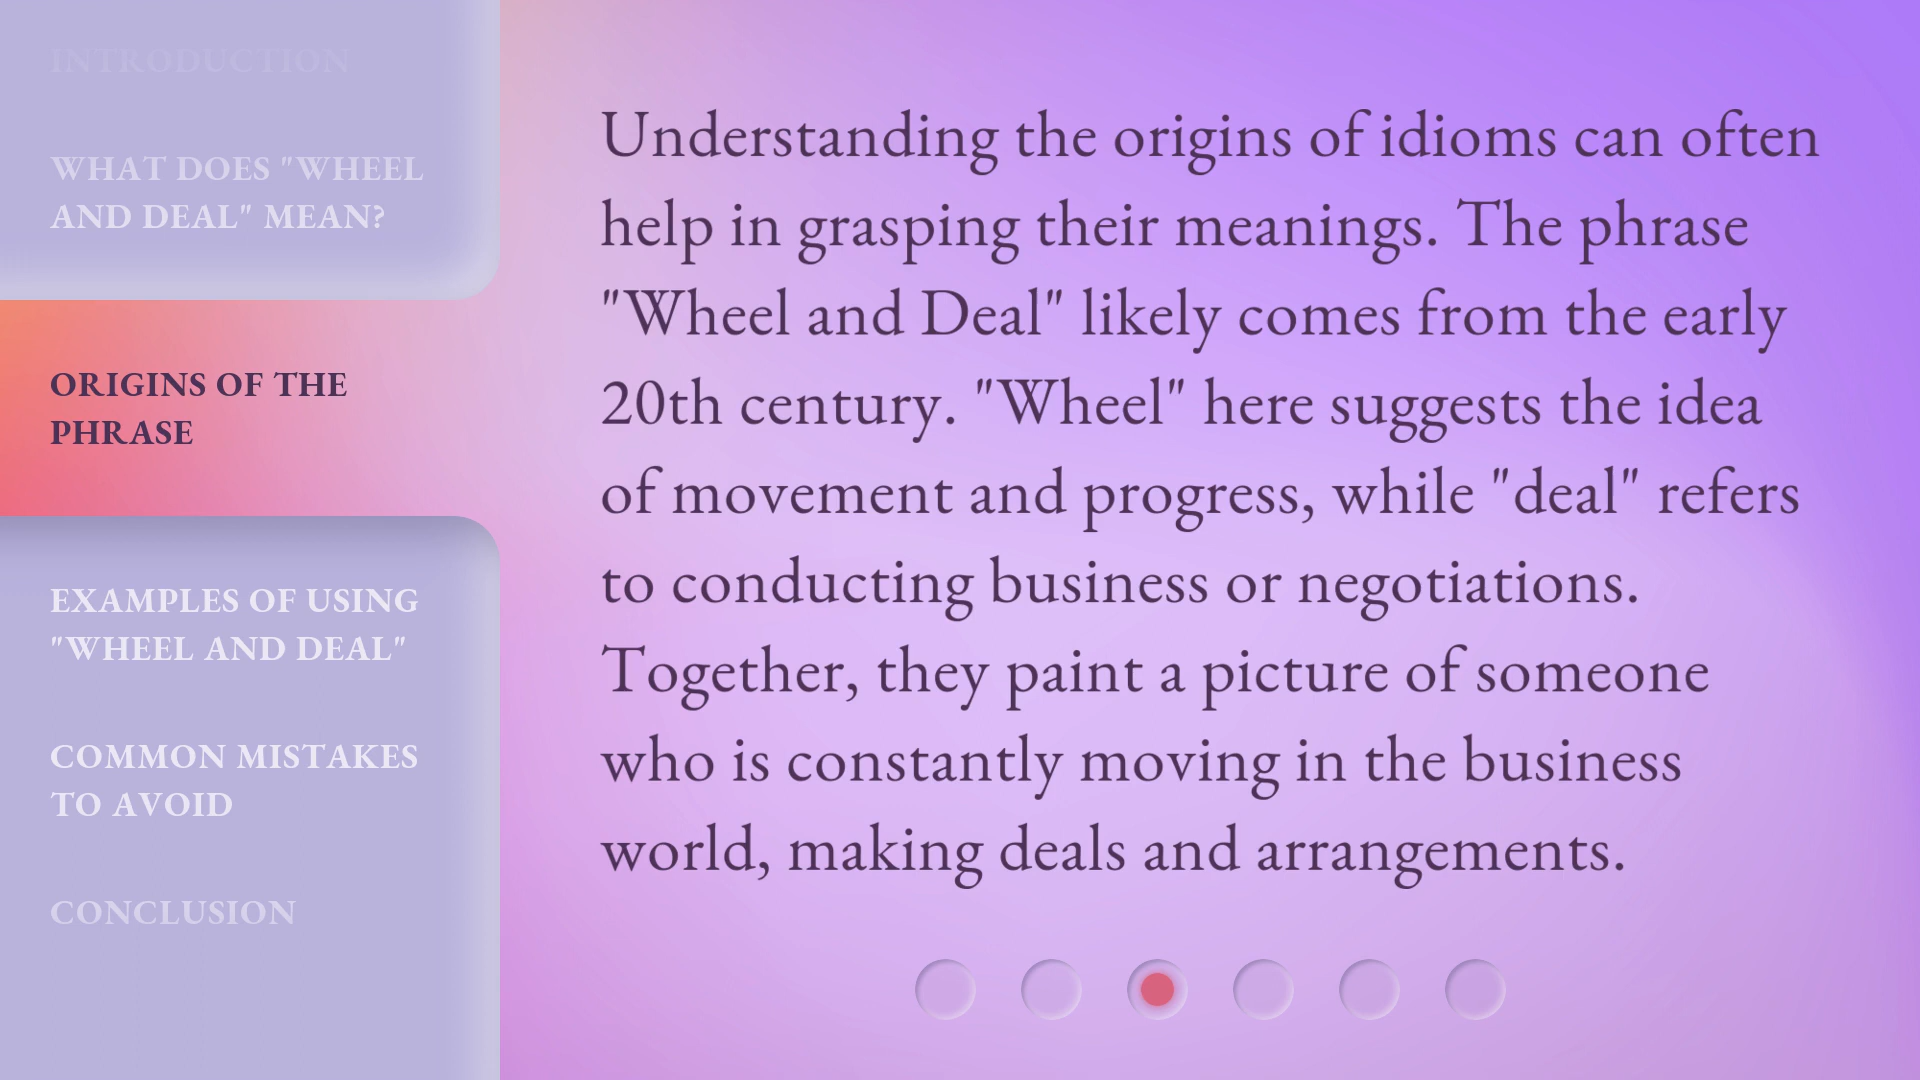 INTRODUCTION
WHAT DOES "WHEEL
AND DEAL" MEAN?
ORIGINS OF THE
PHRASE
EXAMPLES OF USING
"WHEEL AND DEAL"
COMMON MISTAKES
TO AVOID
CONCLUSION
Understanding the origins of idioms can often
help in grasping their meanings. The phrase
"Wheel and Deal" likely comes from the early
20th century. "Wheel" here suggests the idea
of movement and progress, while "deal" refers
to conducting business or negotiations.
Together, they paint a picture of someone
who is constantly moving in the business
world, making deals and arrangements.